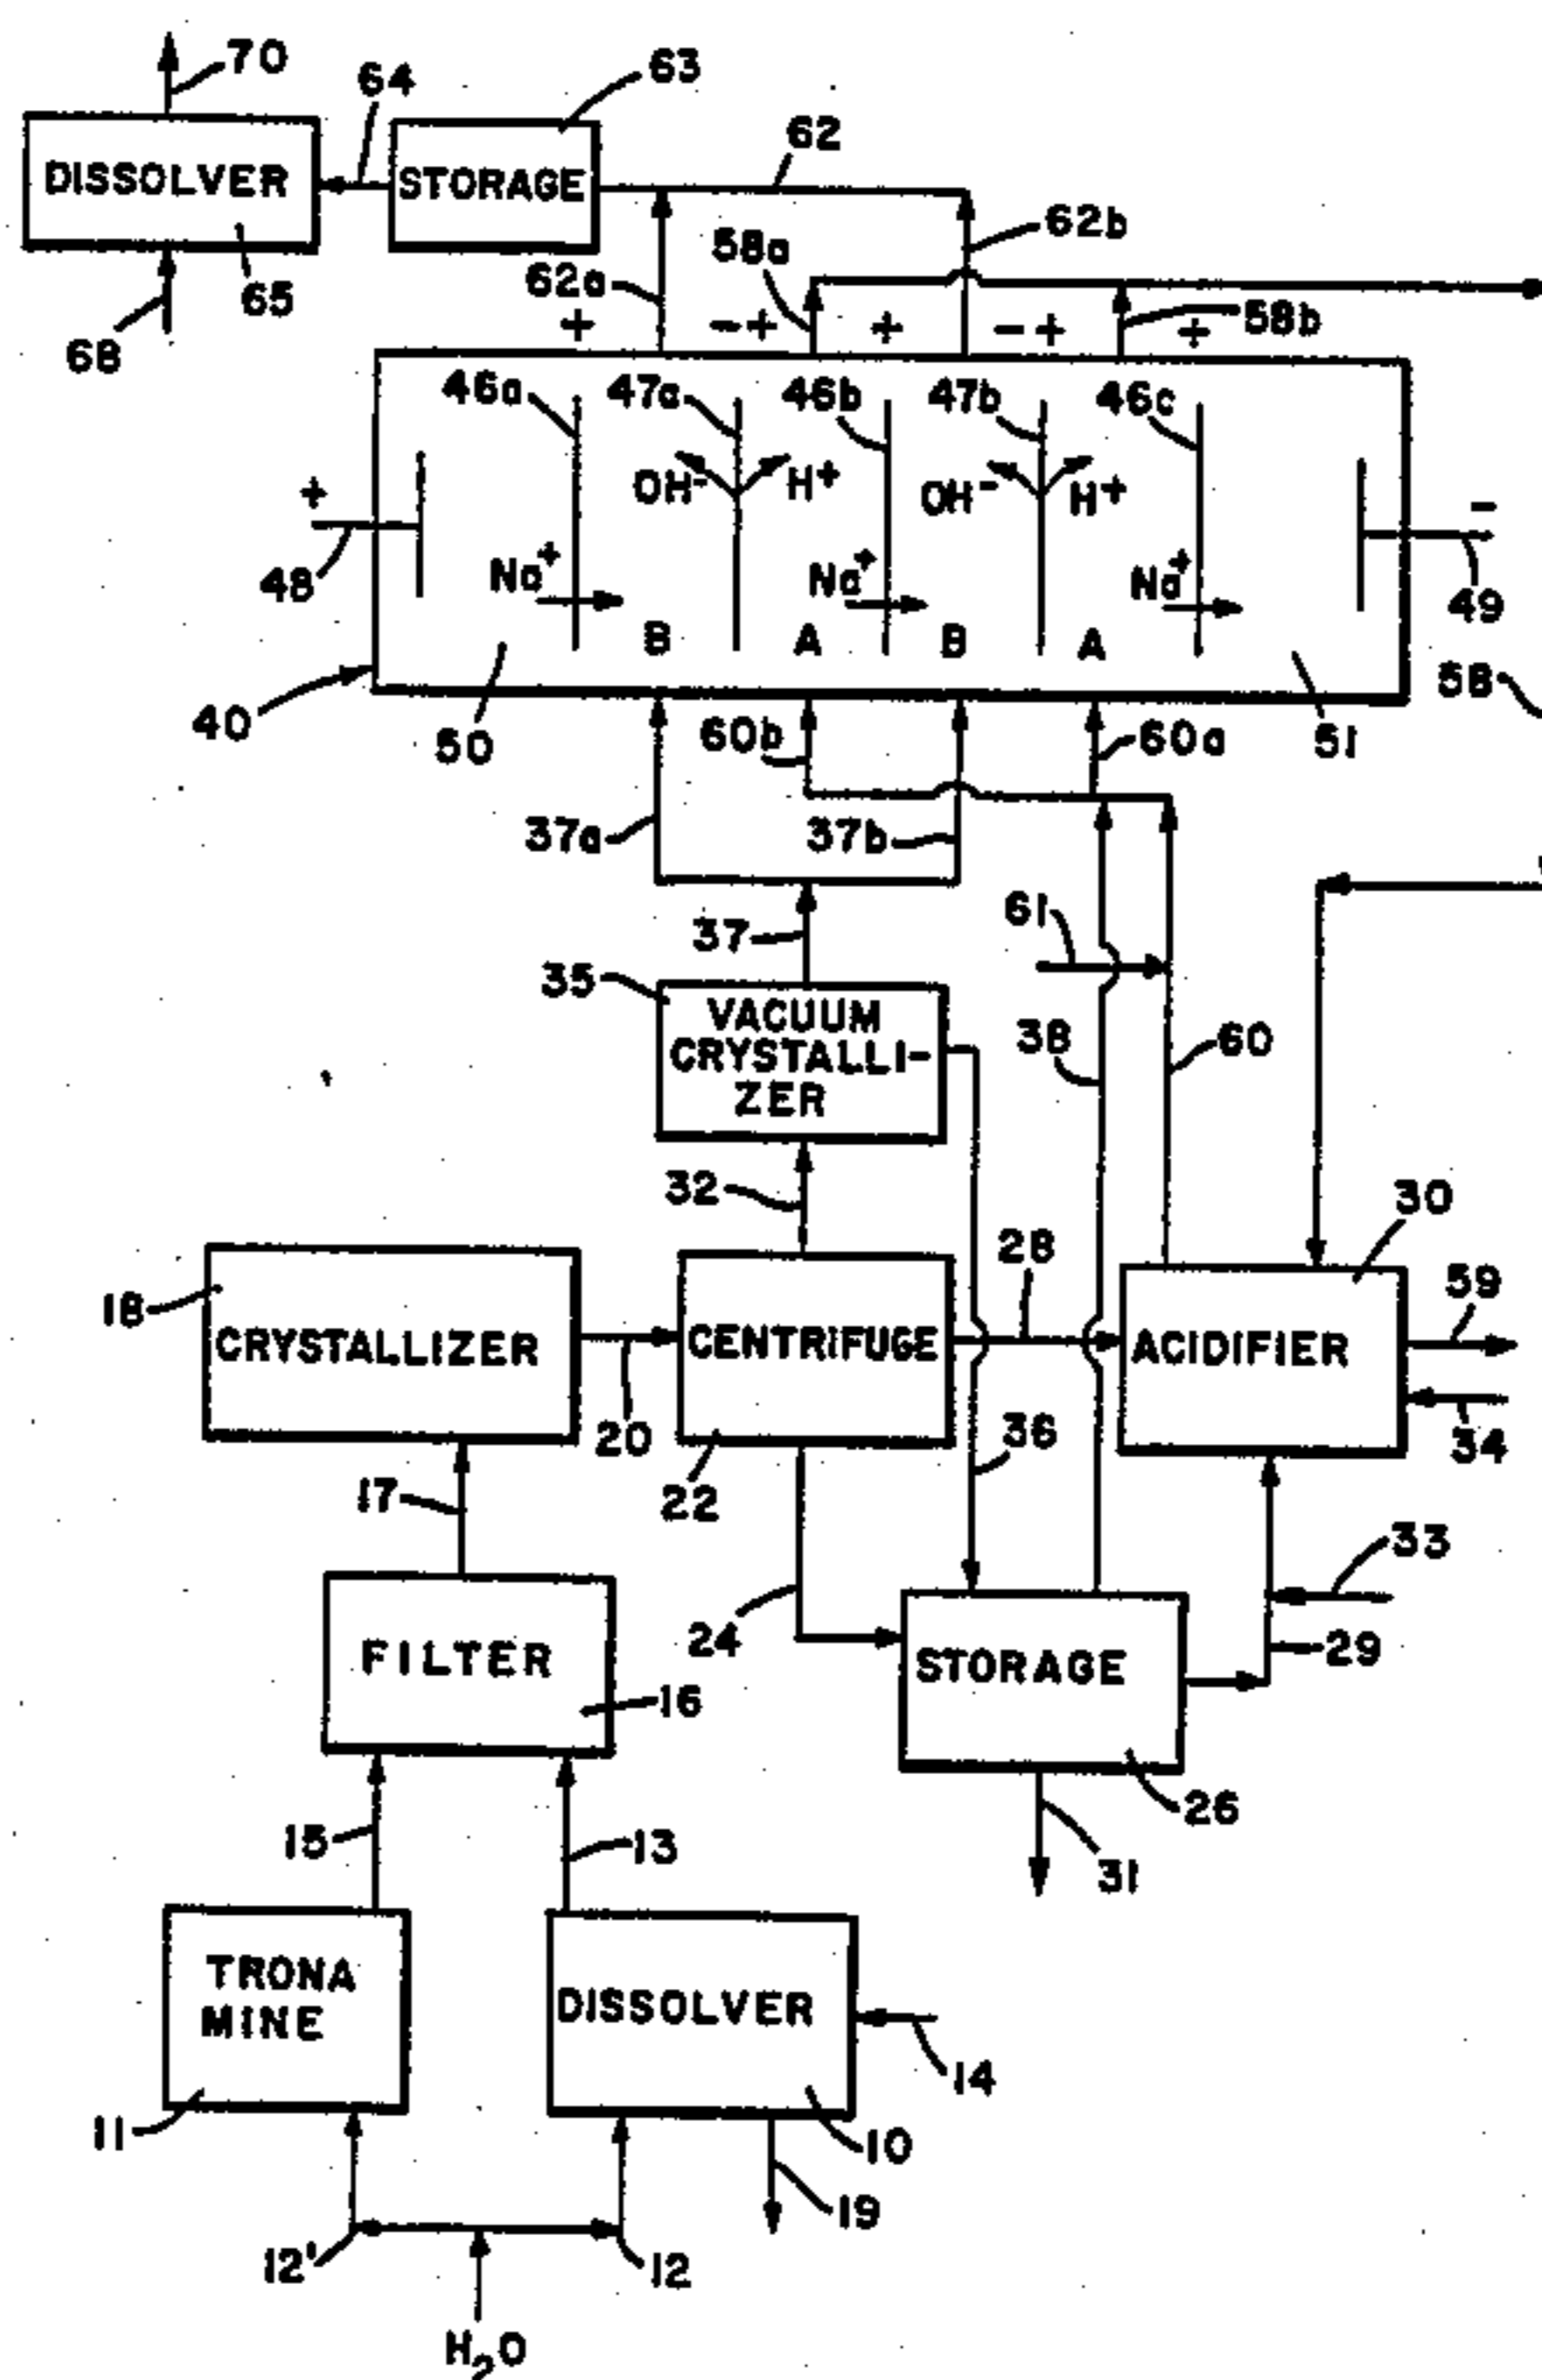 70
64
63
DISSOLVER
STORAGE
62
62b
58a
62a
65
68
+
- +
+
- +
58b
+
46a
47a
46b
47b
46c
+
OH-
H+
OH-
H+
-
48
Na+
Na+
Na+
49
B
A
B
A
58
40
50
60b
60a
51
37a
37b
61
37
35
VACUUM
CRYSTALLI-
ZER
38
60
32
30
28
18
59
CRYSTALLIZER
CENTRIFUGE
ACIDIFIER
20
36
34
17
22
33
24
FILTER
STORAGE
29
16
26
15
13
31
TRONA
MINE
DISSOLVER
14
11
10
19
12'
12
H2O